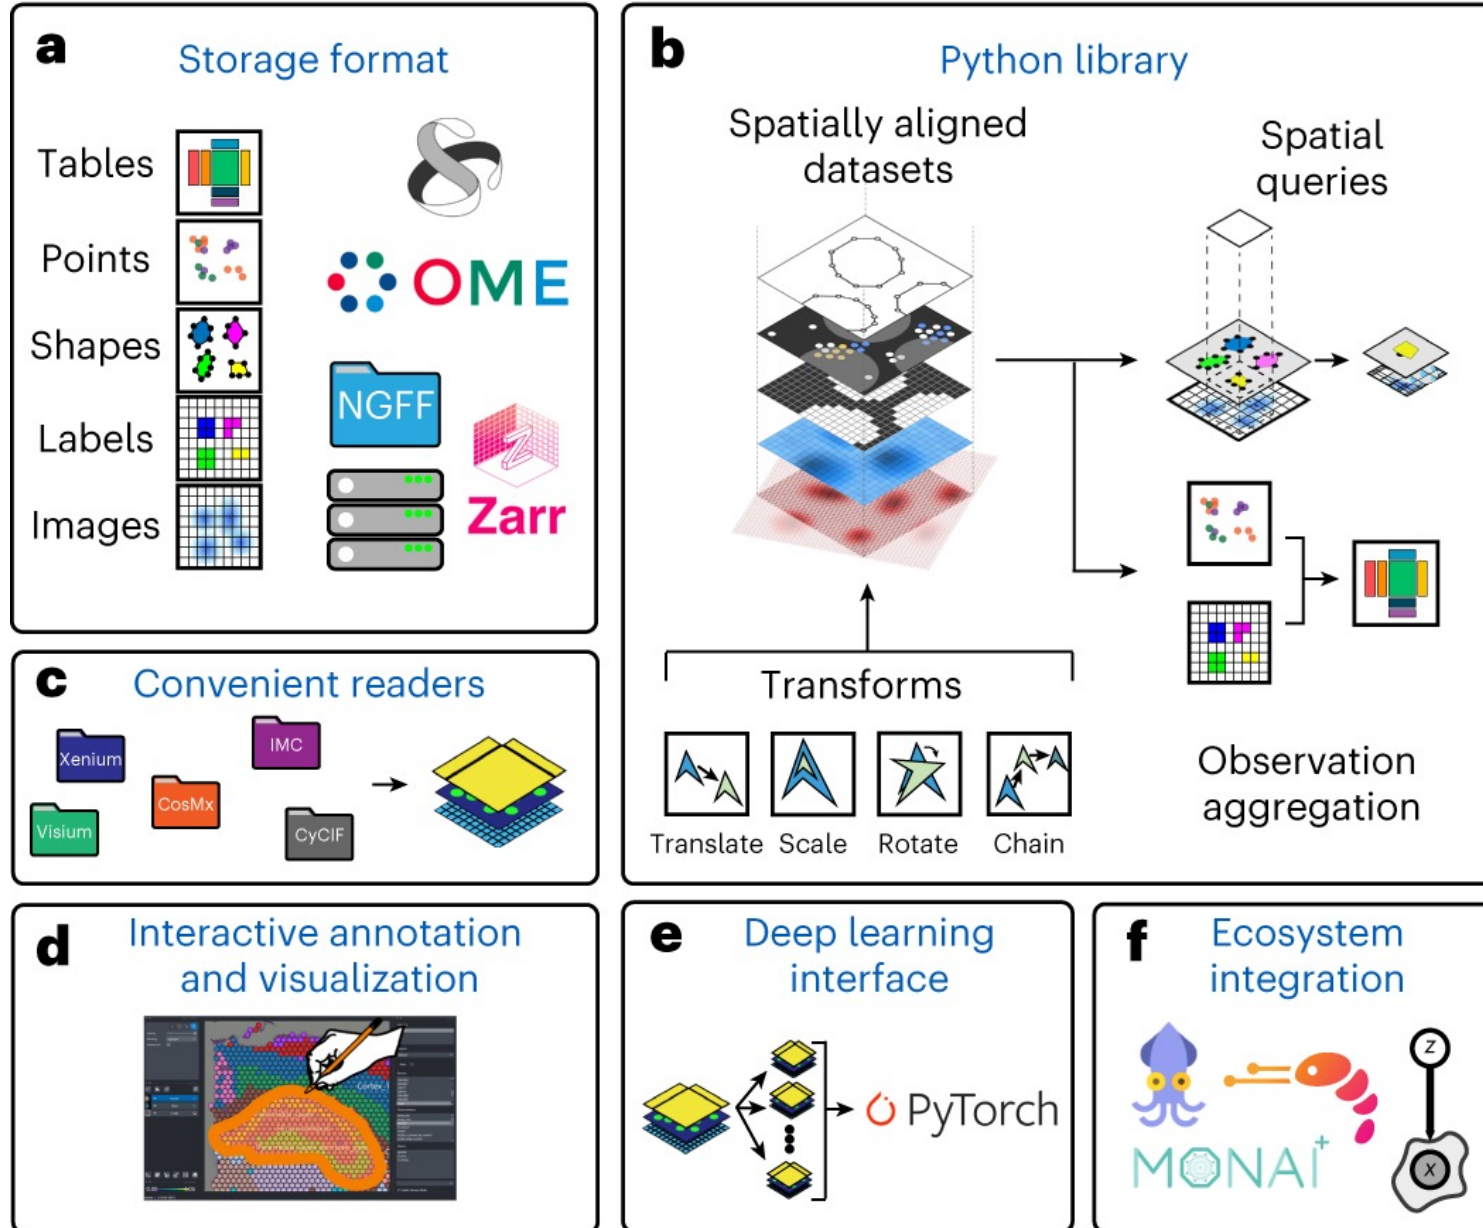 a
Storage format
Tables
Points
Shapes
Labels
Images
OME
NGFF
Zarr
b
Python library
Spatially aligned
datasets
Spatial
queries
Transforms
Translate
Scale
Rotate
Chain
Observation
aggregation
c
Convenient readers
Xenium
IMC
CosMx
Visium
CyCIF
d
Interactive annotation
and visualization
Cortex_1
e
Deep learning
interface
PyTorch
f
Ecosystem
integration
MONAI+
z
x